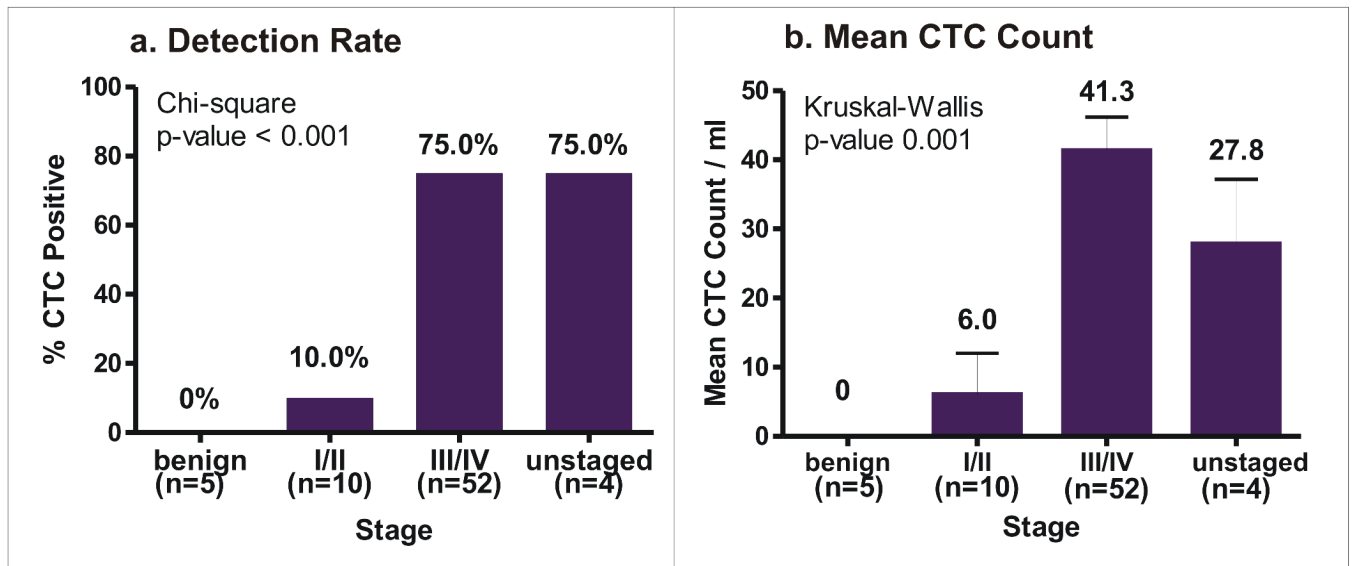 a. Detection Rate
% CTC Positive
100
80
60
40
20
0
Chi-square
p-value < 0.001
0%
10.0%
75.0%
75.0%
benign
(n=5)
I/II
(n=10)
III/IV
(n=52)
unstaged
(n=4)
Stage
b. Mean CTC Count
Mean CTC Count / ml
50
40
30
20
10
0
Kruskal-Wallis
p-value 0.001
0
6.0
41.3
27.8
benign
(n=5)
I/II
(n=10)
III/IV
(n=52)
unstaged
(n=4)
Stage